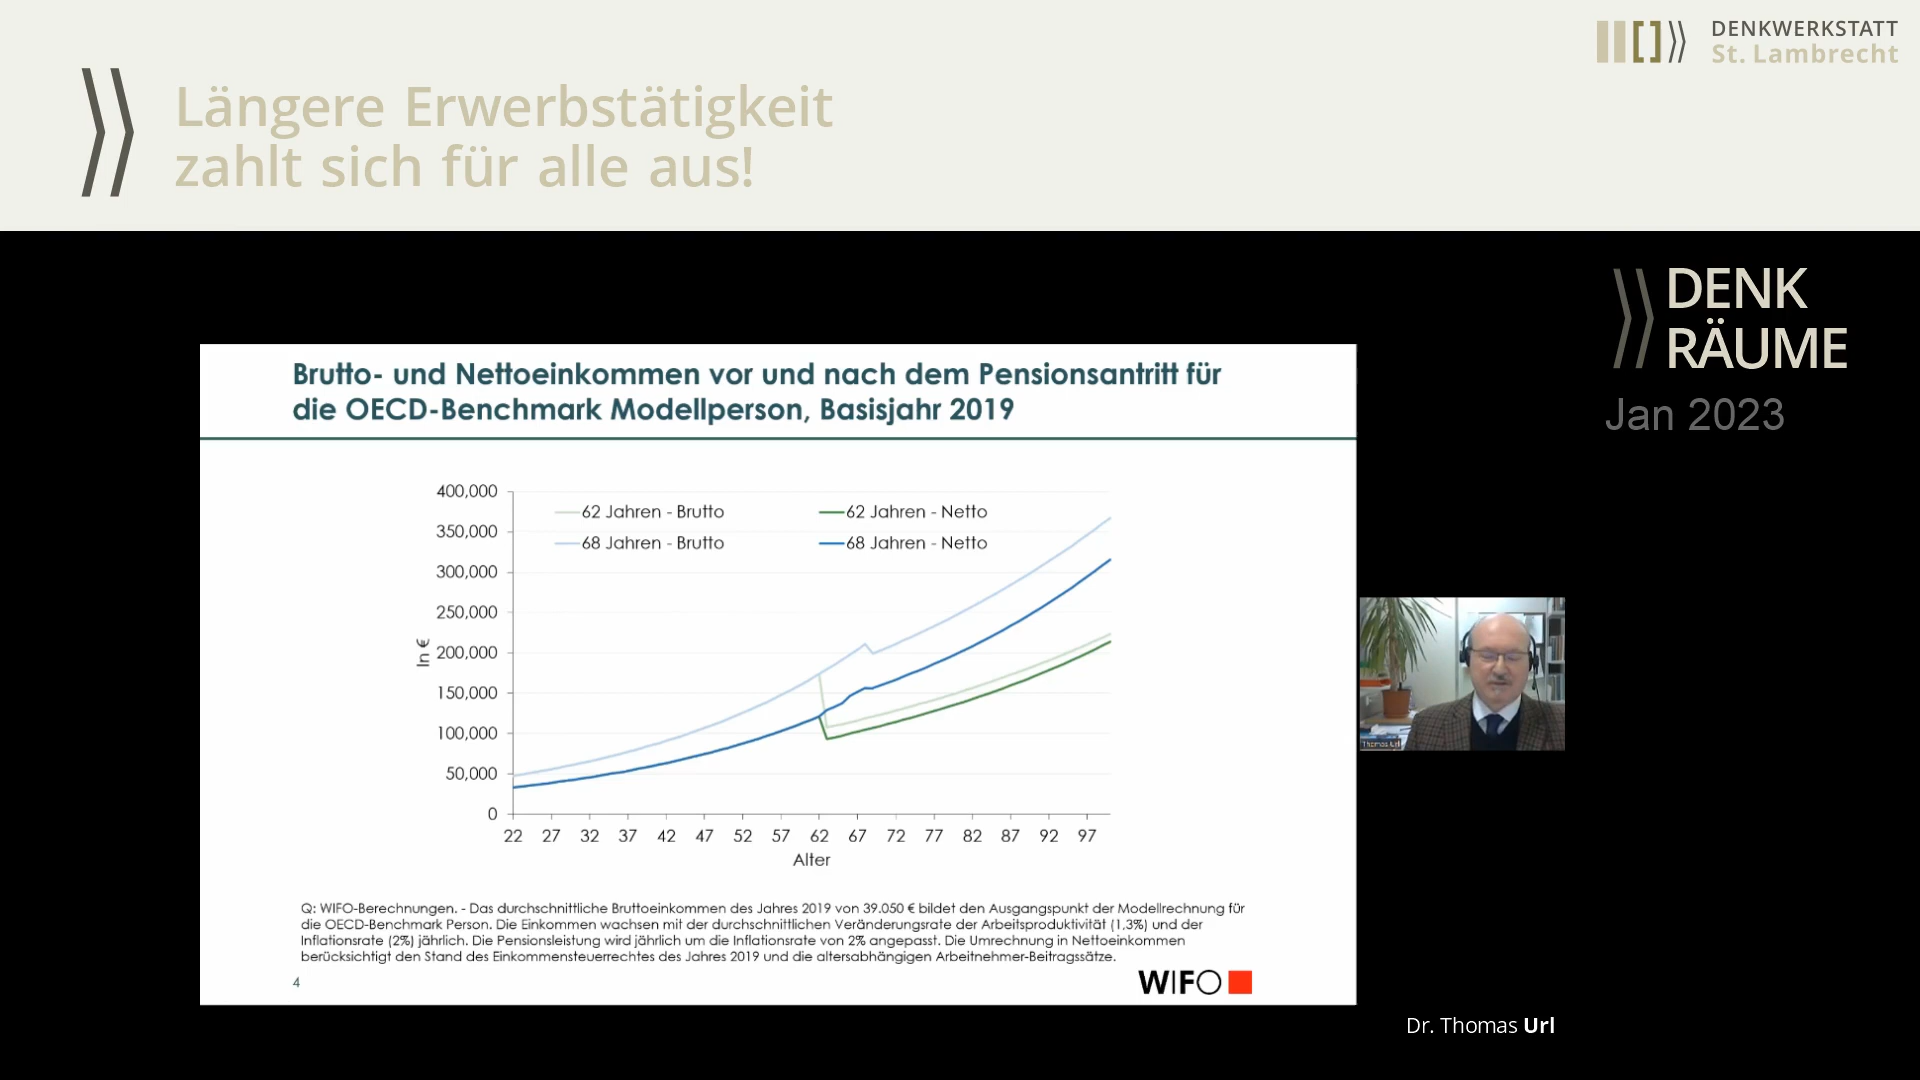 DENKWERKSTATT
St. Lambrecht
Längere Erwerbstätigkeit
zahlt sich für alle aus!
DENK
RÄUME
Jan 2023
Brutto- und Nettoeinkommen vor und nach dem Pensionsantritt für
die OECD-Benchmark Modellperson, Basisjahr 2019
400,000
350,000
300,000
250,000
200,000
150,000
100,000
50,000
0
In €
62 Jahren - Brutto
62 Jahren - Netto
68 Jahren - Brutto
68 Jahren - Netto
22 27 32 37 42 47 52 57 62 67 72 77 82 87 92 97
Alter
Thomas Url
Q: WIFO-Berechnungen. - Das durchschnittliche Bruttoeinkommen des Jahres 2019 von 39.050 € bildet den Ausgangspunkt der Modellrechnung für
die OECD-Benchmark Person. Die Einkommen wachsen mit der durchschnittlichen Veränderungsrate der Arbeitsproduktivität (1,3%) und der
Inflationsrate (2%) jährlich. Die Pensionsleistung wird jährlich um die Inflationsrate von 2% angepasst. Die Umrechnung in Nettoeinkommen
berücksichtigt den Stand des Einkommensteuerrechtes des Jahres 2019 und die altersabhängigen Arbeitnehmer-Beitragssätze.
4
WIFO
Dr. Thomas Url